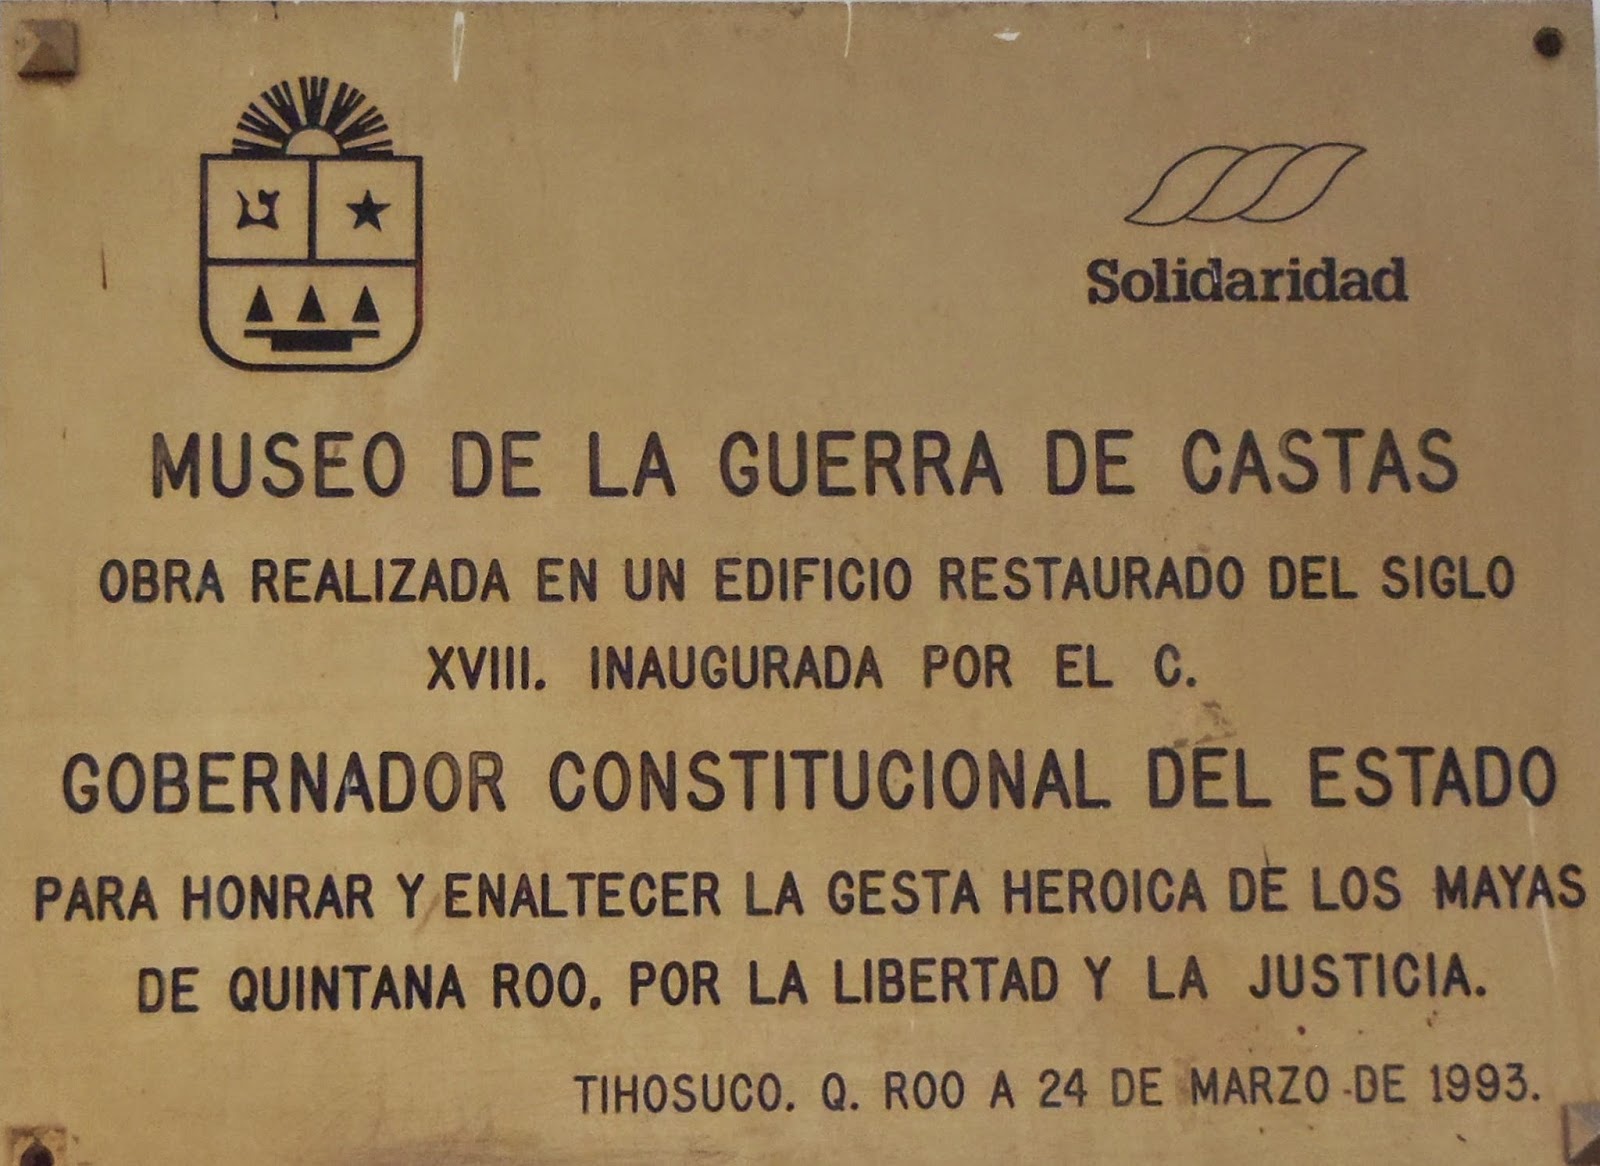 Solidaridad
MUSEO DE LA GUERRA DE CASTAS
OBRA REALIZADA EN UN EDIFICIO RESTAURADO DEL SIGLO
XVIII. INAUGURADA POR EL C.
GOBERNADOR CONSTITUCIONAL DEL ESTADO
PARA HONRAR Y ENALTECER LA GESTA HEROICA DE LOS MAYAS
DE QUINTANA ROO. POR LA LIBERTAD Y LA JUSTICIA.
TIHOSUCO. Q. ROO A 24 DE MARZO DE 1993.